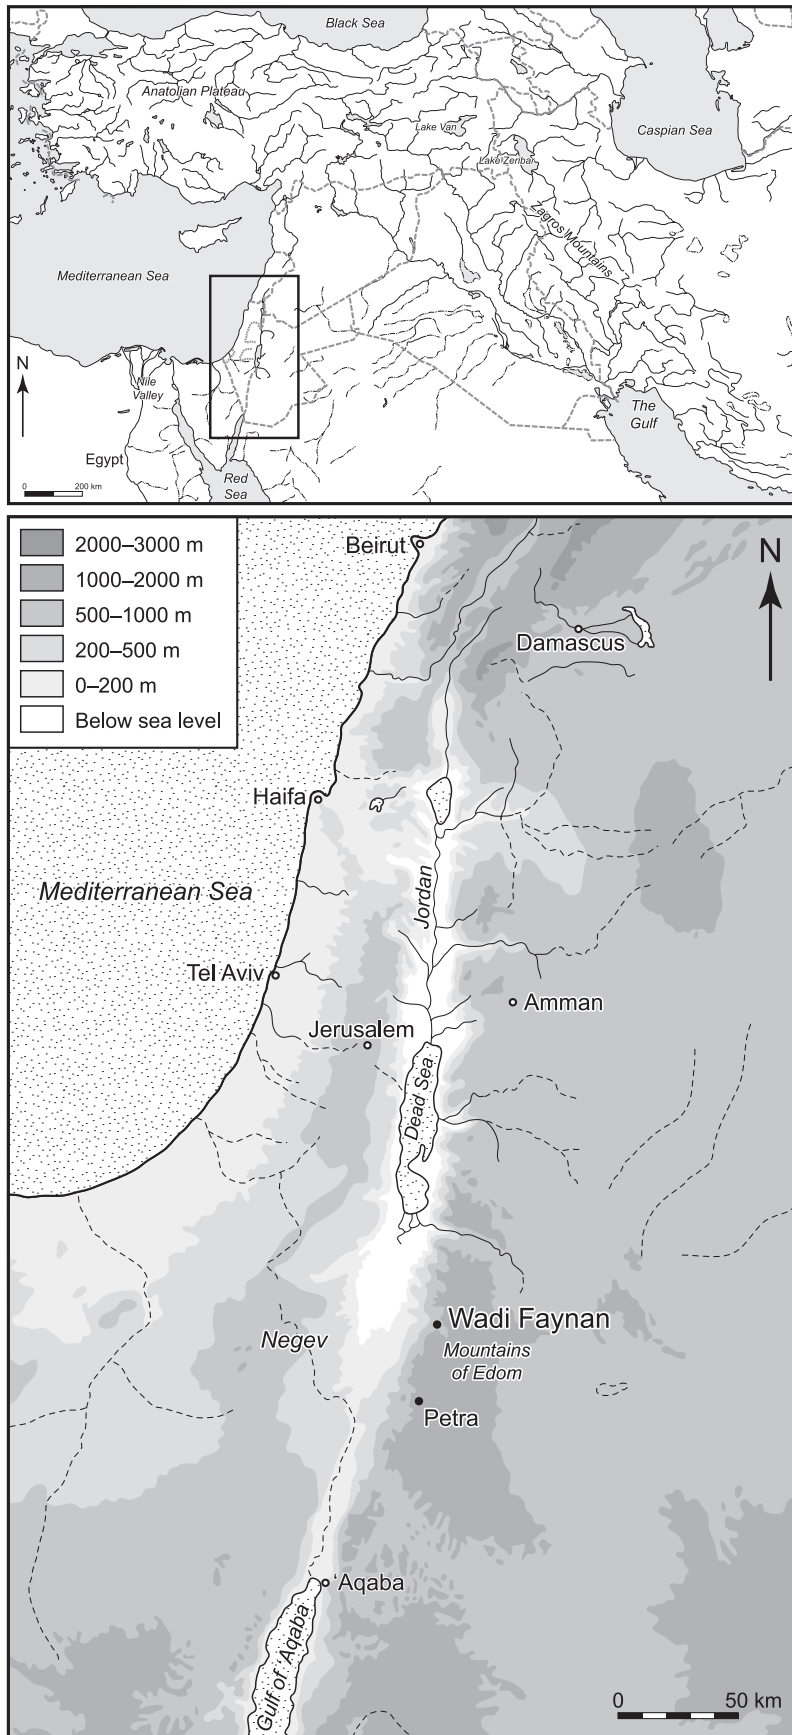 Black Sea
Anatolian Plateau
Lake Van
Lake Zeribar
Caspian Sea
Zagros Mountains
Mediterranean Sea
N
Nile
Valley
The
Gulf
Egypt
Red
Sea
0
200 km
2000–3000 m
1000–2000 m
500–1000 m
200–500 m
0–200 m
Below sea level
Beirut
N
Damascus
Haifa
Mediterranean Sea
Jordan
Tel Aviv
Amman
Jerusalem
Dead Sea
Wadi Faynan
Negev
Mountains
of Edom
Petra
‘Aqaba
Gulf of ‘Aqaba
0
50 km